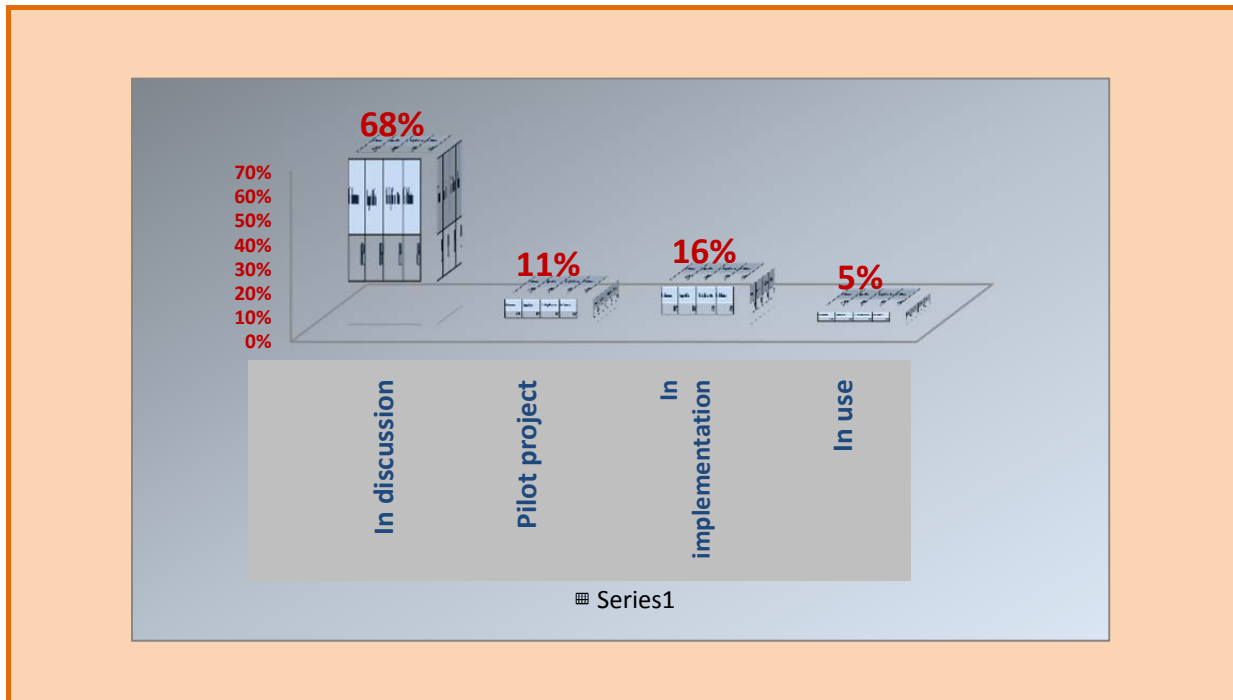 68%
11%
16%
5%
70%
60%
50%
40%
30%
20%
10%
0%
In discussion
Pilot project
In
implementation
In use
Series1